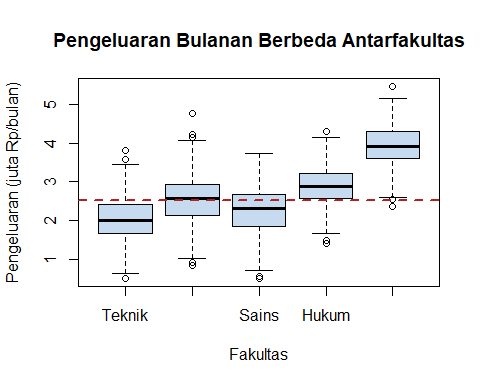 Pengeluaran Bulanan Berbeda Antarfakultas
Pengeluaran (juta Rp/bulan)
5
4
3
2
1
Teknik Sains Hukum
Fakultas